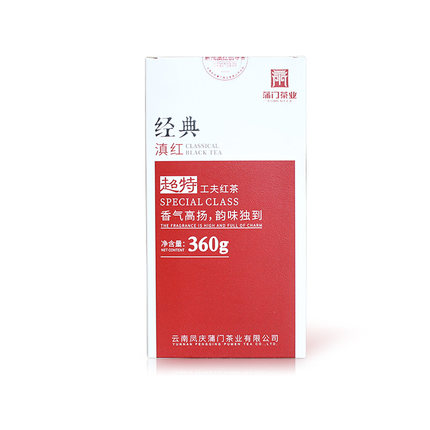 蒲门茶业
经典
滇红
CLASSICAL
BLACK TEA
超特 工夫红茶
SPECIAL CLASS
香气高扬，韵味独到
THE FRAGRANCE IS HIGH AND FULL OF CHARM
净含量：360g
NET CONTENT
云南凤庆蒲门茶业有限公司
YUNNAN FENGQING PUMEN TEA CO., LTD.